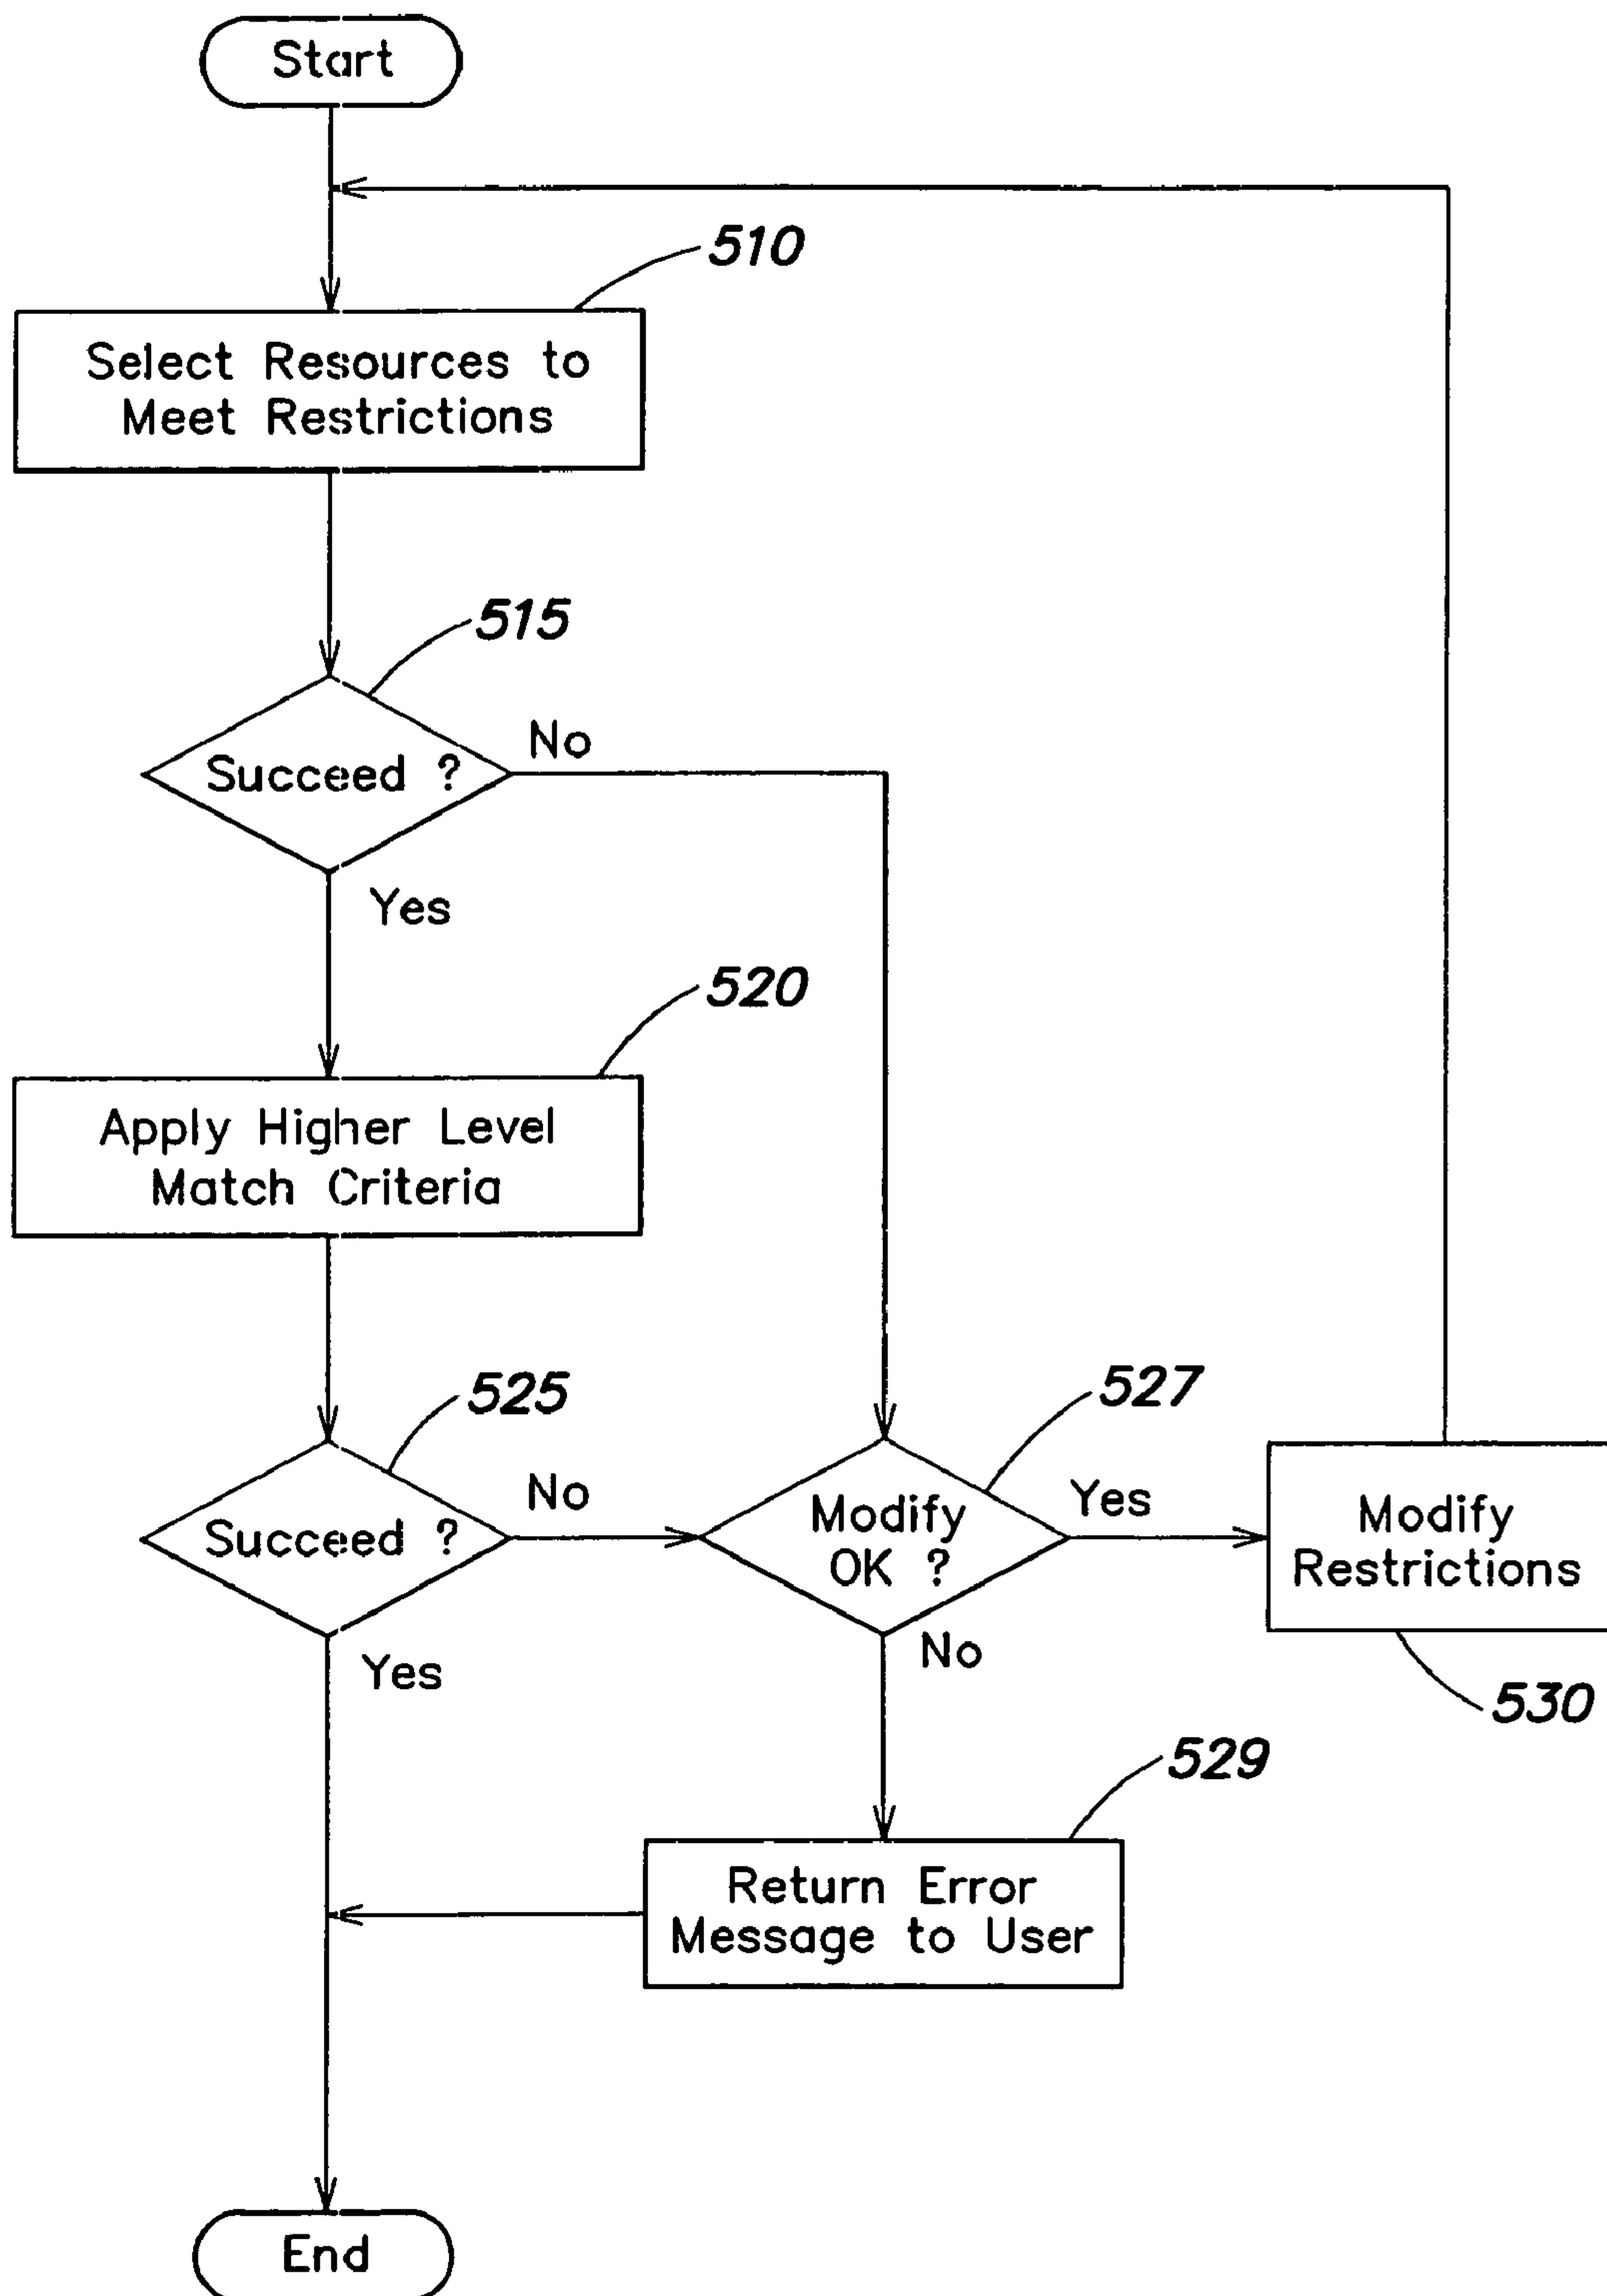 Start
510
Select Resources to
Meet Restrictions
515
Succeed ?
No
Yes
520
Apply Higher Level
Match Criteria
525
Succeed ?
No
Yes
527
Modify
OK ?
Yes
No
Modify
Restrictions
530
529
Return Error
Message to User
End